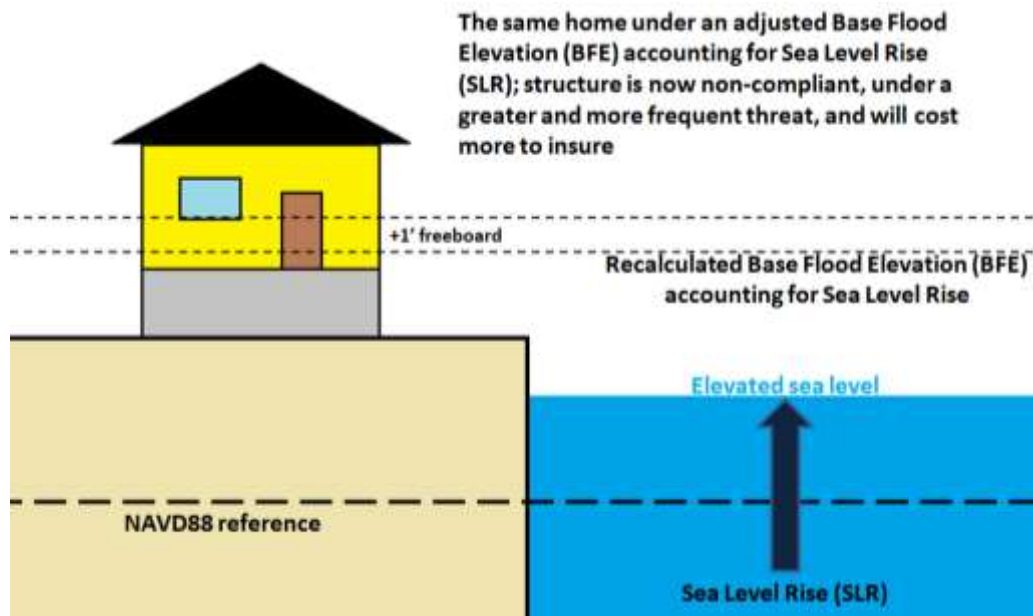 The same home under an adjusted Base Flood
Elevation (BFE) accounting for Sea Level Rise
(SLR); structure is now non-compliant, under a
greater and more frequent threat, and will cost
more to insure
+1' freeboard
Recalculated Base Flood Elevation (BFE)
accounting for Sea Level Rise
Elevated sea level
NAVD88 reference
Sea Level Rise (SLR)